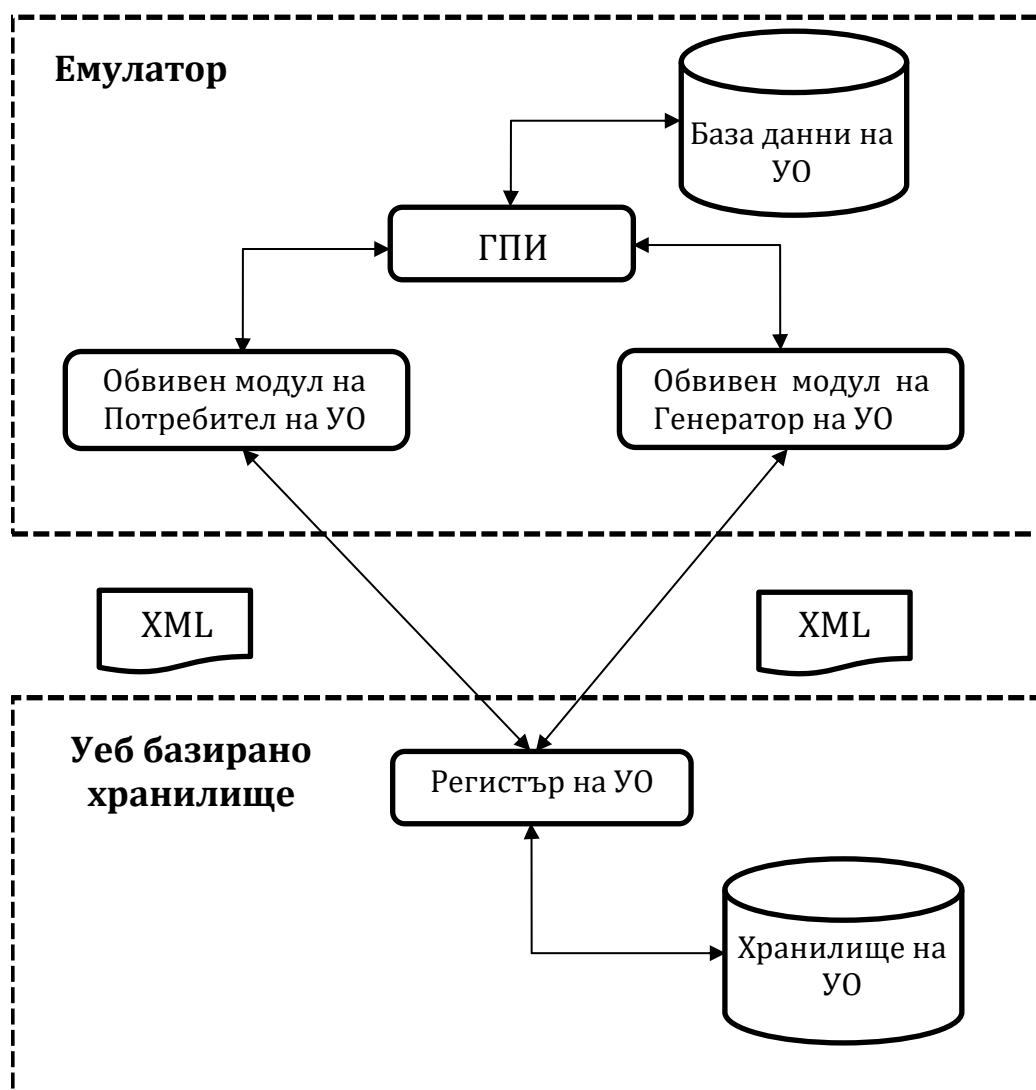 Емулатор
База данни на
УО
ГПИ
Обвивен модул на
Потребител на УО
Обвивен модул на
Генератор на УО
XML
XML
Уеб базирано
хранилище
Регистър на УО
Хранилище на
УО